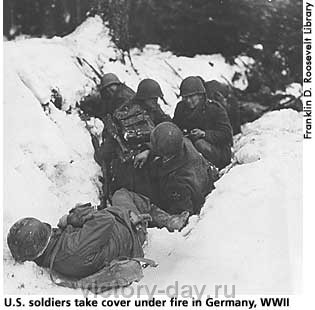 Franklin D. Roosevelt Library
victory-day.ru
U.S. soldiers take cover under fire in Germany, WWII